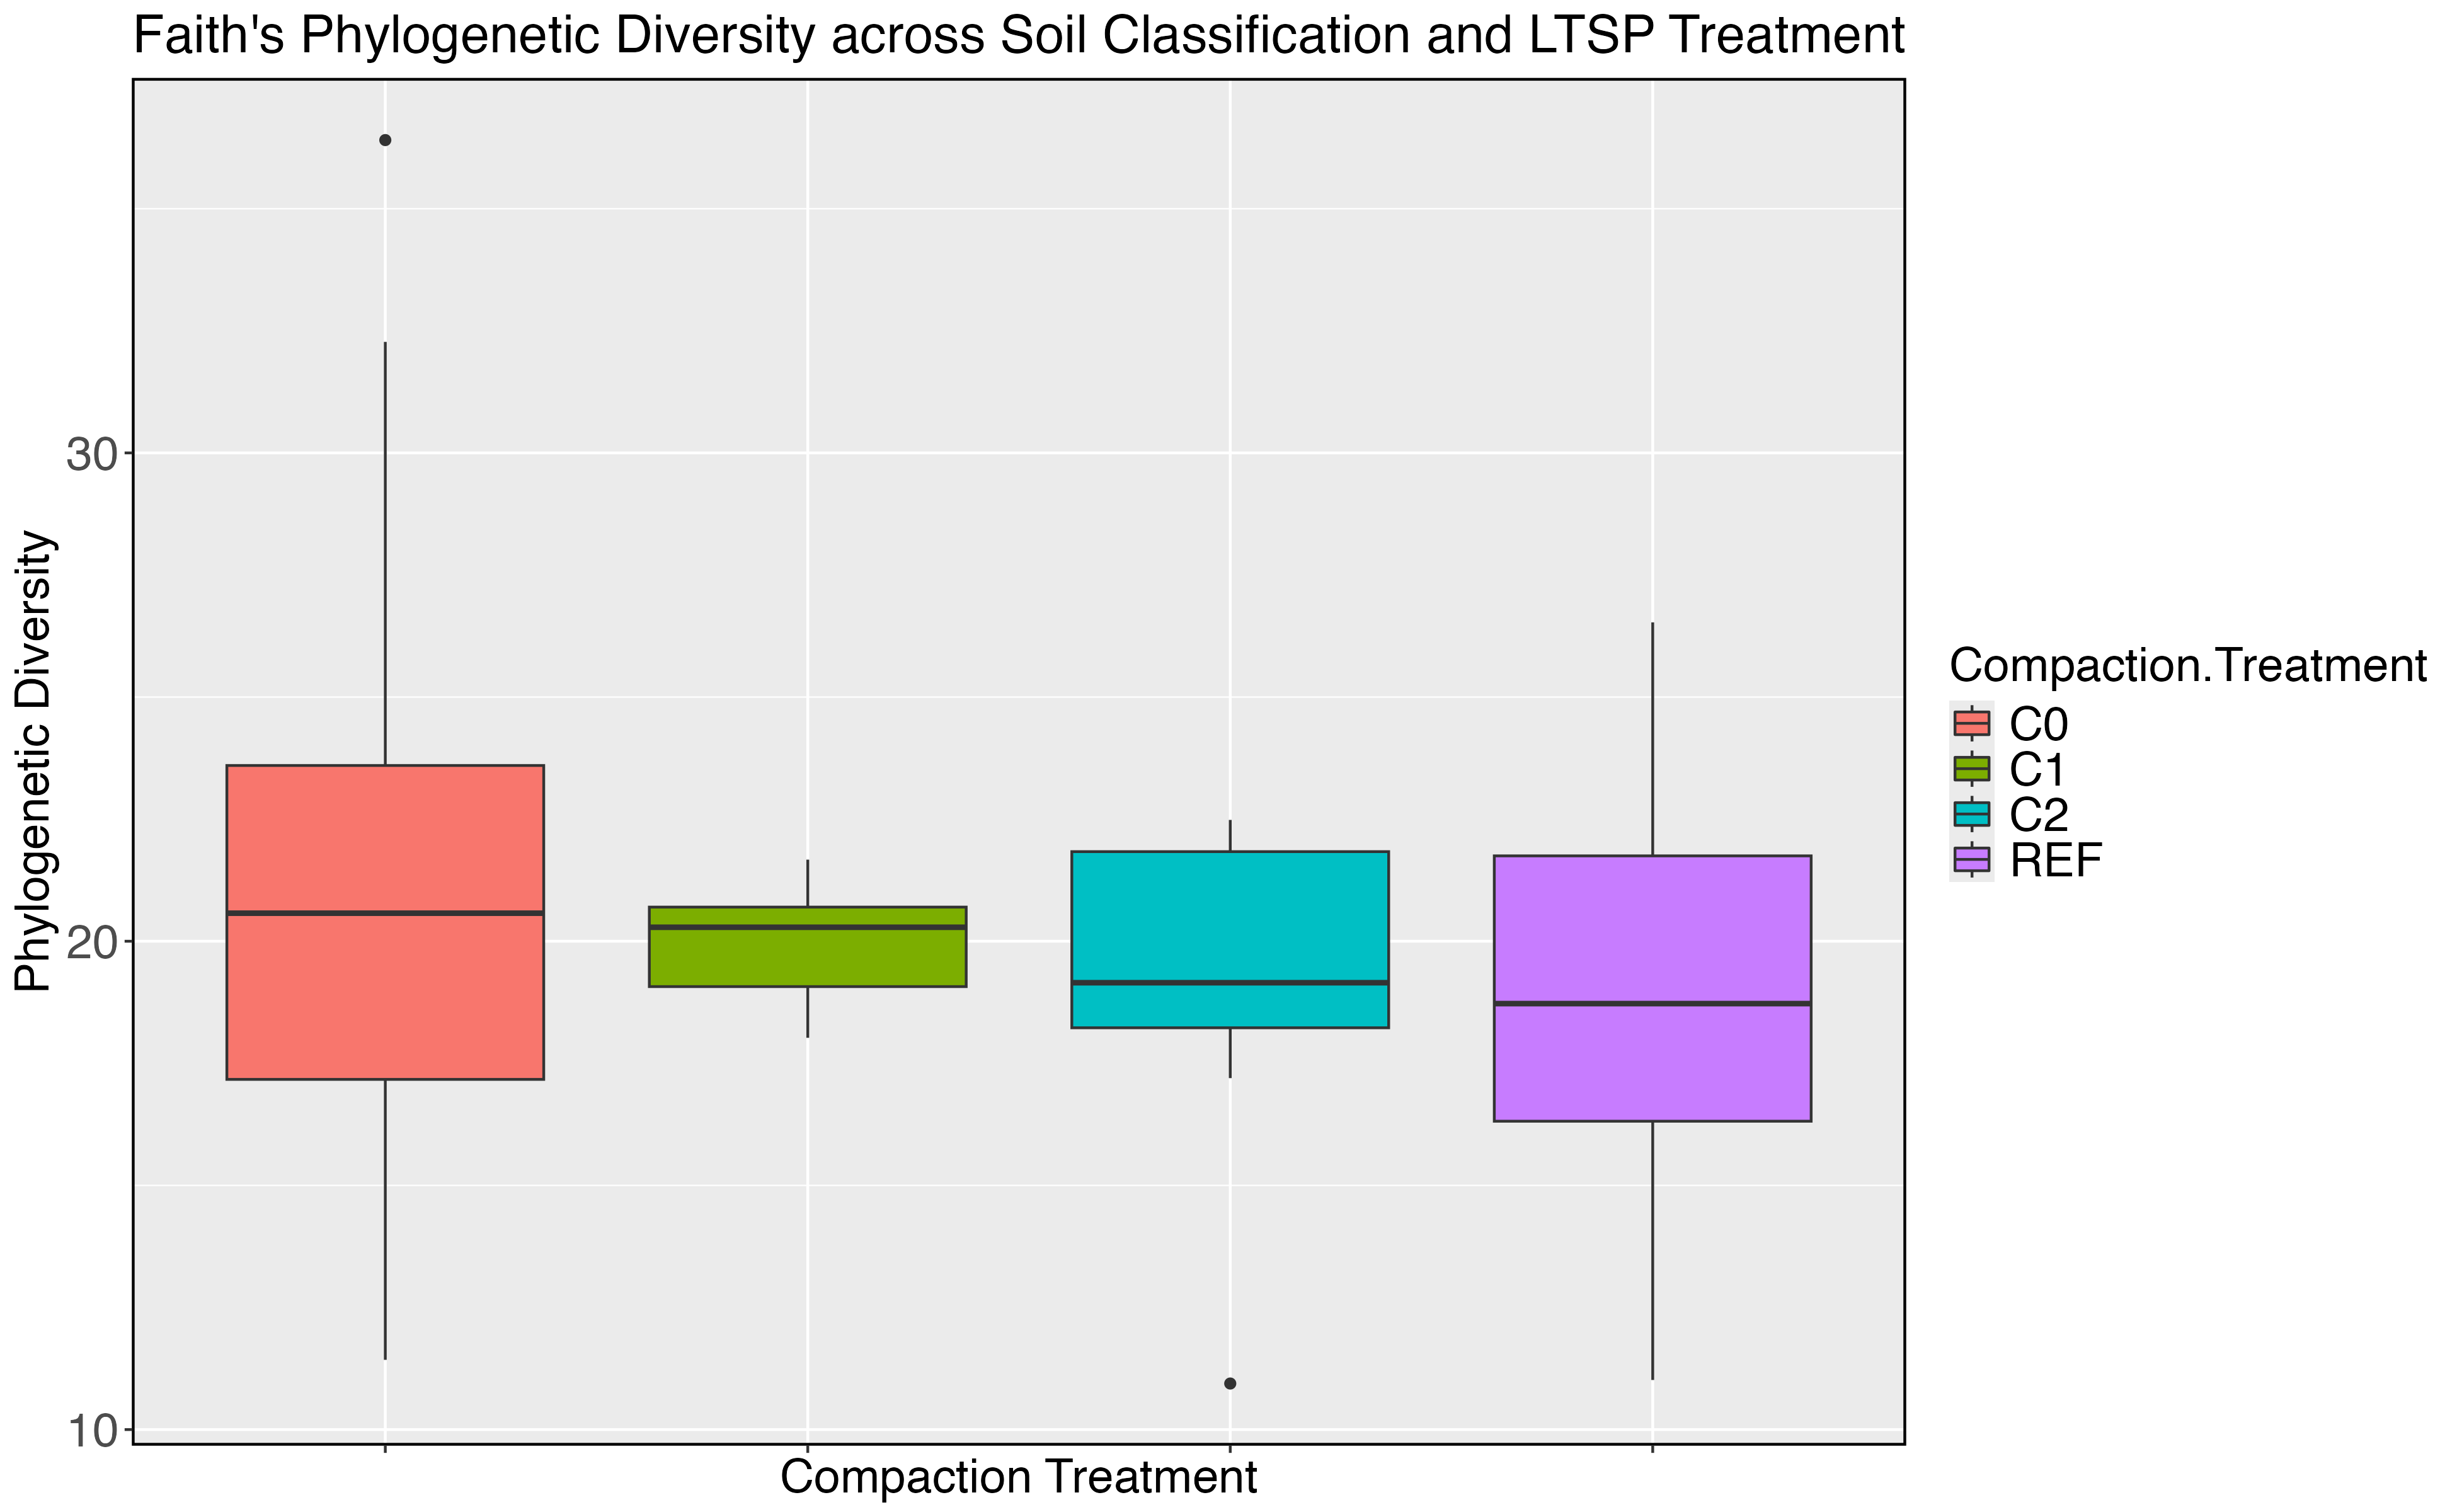 Faith's Phylogenetic Diversity across Soil Classification and LTSP Treatment
Phylogenetic Diversity
30
20
10
Compaction Treatment
Compaction.Treatment
C0
C1
C2
REF